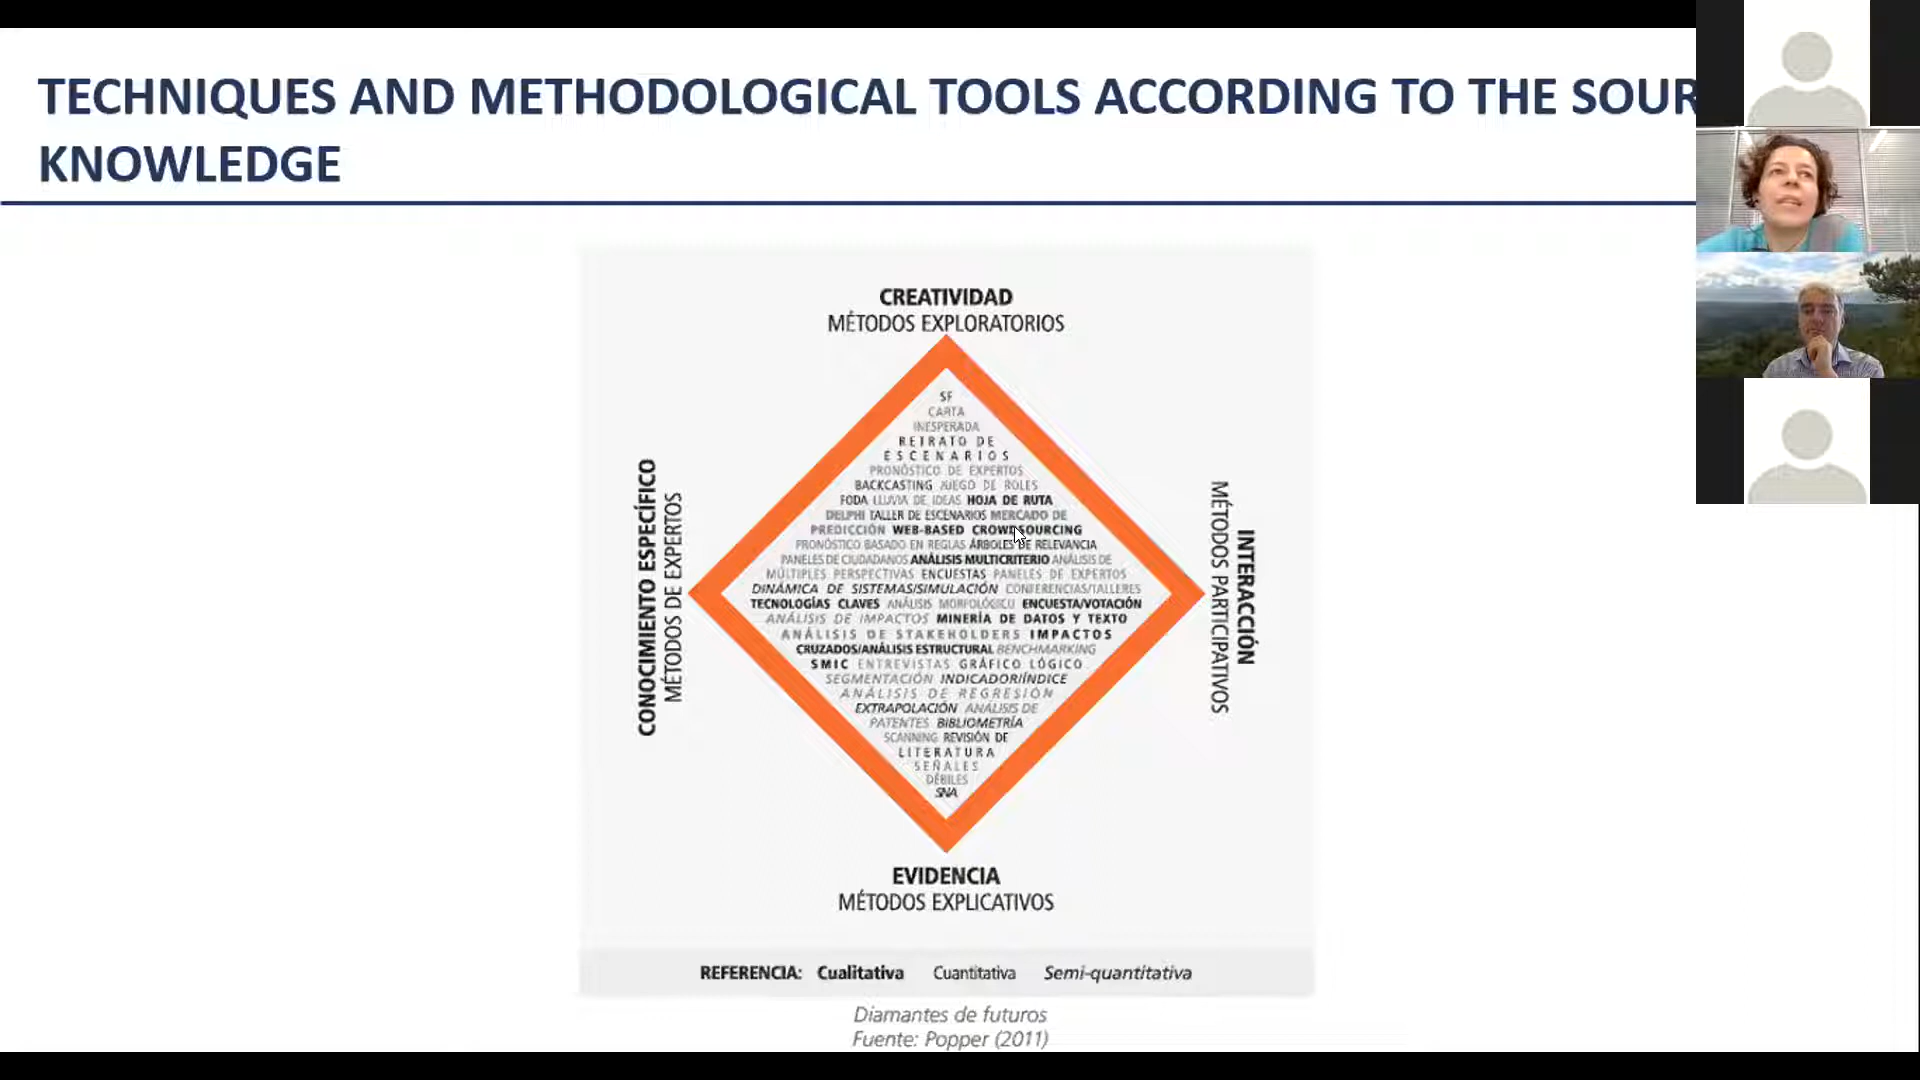 TECHNIQUES AND METHODOLOGICAL TOOLS ACCORDING TO THE SOUR
KNOWLEDGE
CREATIVIDAD
MÉTODOS EXPLORATORIOS
CONOCIMIENTO ESPECÍFICO
MÉTODOS DE EXPERTOS
SF
CARTA
INESPERADA
RETRATO DE
ESCENARIOS
PRONÓSTICO DE EXPERTOS
BACKCASTING JUEGO DE ROLES
FODA LLUVIA DE IDEAS HOJA DE RUTA
DELPHI TALLER DE ESCENARIOS MERCADO DE
PREDICCIÓN WEB-BASED CROWDSOURCING
PRONÓSTICO BASADO EN REGLAS ÁRBOLES DE RELEVANCIA
PANELES DE CIUDADANOS ANÁLISIS MULTICRITERIO ANÁLISIS DE
MÚLTIPLES PERSPECTIVAS ENCUESTAS PANELES DE EXPERTOS
DINÁMICA DE SISTEMAS/SIMULACIÓN CONFERENCIAS/TALLERES
TECNOLOGÍAS CLAVES ANÁLISIS MORFOLÓGICO ENCUESTA/VOTACIÓN
ANÁLISIS DE IMPACTOS MINERÍA DE DATOS Y TEXTO
ANÁLISIS DE STAKEHOLDERS IMPACTOS
CRUZADOS/ANÁLISIS ESTRUCTURAL BENCHMARKING
SMIC ENTREVISTAS GRÁFICO LÓGICO
SEGMENTACIÓN INDICADOR/ÍNDICE
ANÁLISIS DE REGRESIÓN
EXTRAPOLACIÓN ANÁLISIS DE
PATENTES BIBLIOMETRÍA
SCANNING REVISIÓN DE
LITERATURA
SEÑALES
DÉBILES
SNA
INTERACCIÓN
MÉTODOS PARTICIPATIVOS
EVIDENCIA
MÉTODOS EXPLICATIVOS
REFERENCIA: Cualitativa Cuantitativa Semi-quantitativa
Diamantes de futuros
Fuente: Popper (2011)